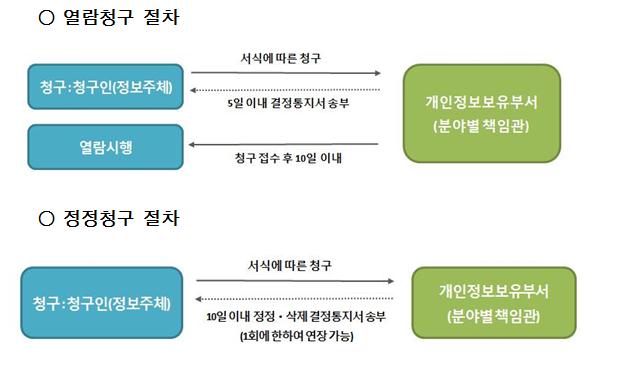 ○ 열람청구 절차
서식에 따른 청구
청구:청구인(정보주체)
5일 이내 결정통지서 송부
개인정보보유부서
(분야별 책임관)
열람시행
청구 접수 후 10일 이내
○ 정정청구 절차
서식에 따른 청구
청구:청구인(정보주체)
개인정보보유부서
(분야별 책임관)
10일 이내 정정·삭제 결정통지서 송부
(1회에 한하여 연장 가능)